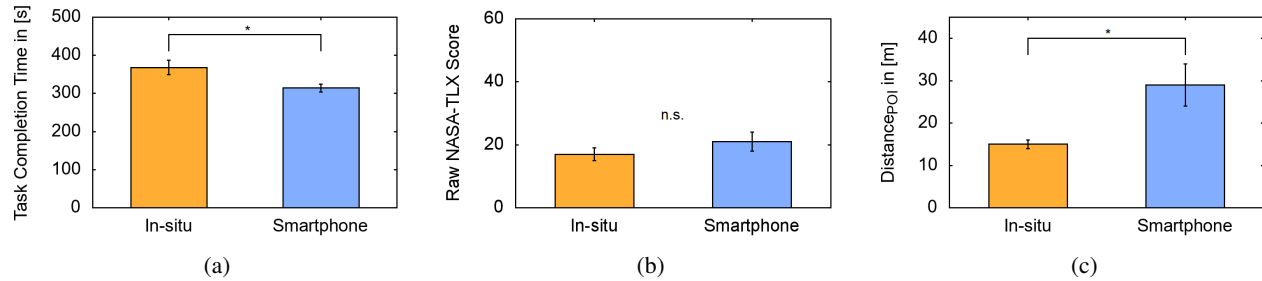 Task Completion Time in [s]
500
400
300
200
100
0
*
In-situ
Smartphone
(a)
Raw NASA-TLX Score
60
40
20
0
n.s.
In-situ
Smartphone
(b)
Distance_POI in [m]
40
30
20
10
0
*
In-situ
Smartphone
(c)